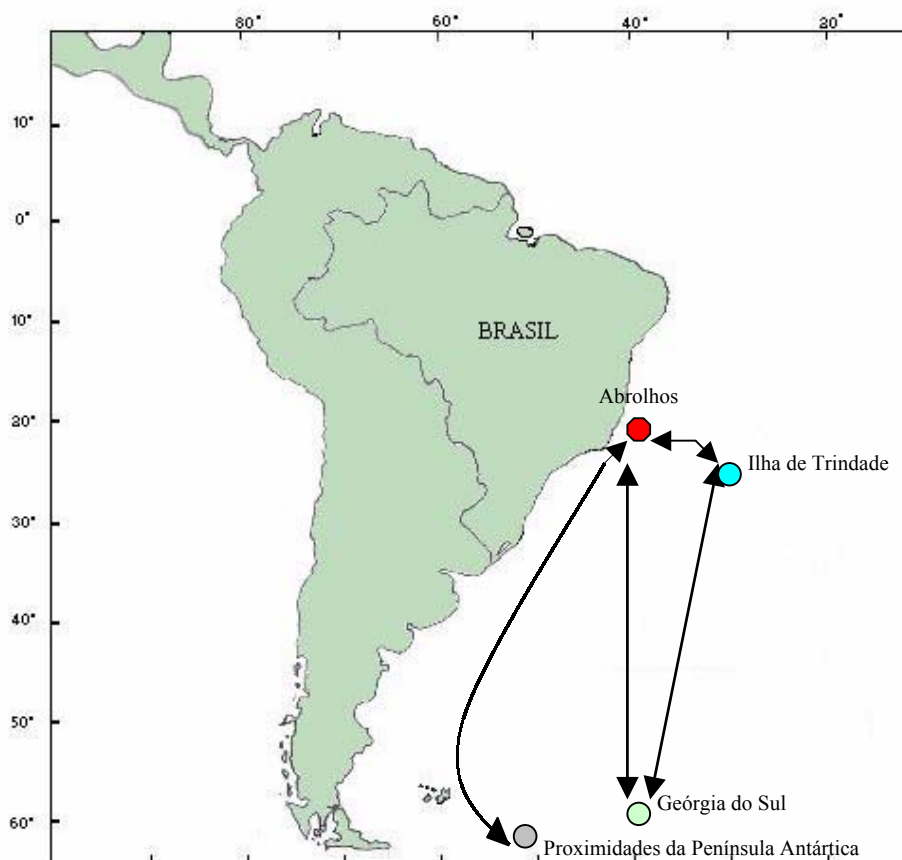 80°
60°
40°
20°
10°
0°
10°
20°
30°
40°
50°
60°
BRASIL
Abrolhos
Ilha de Trindade
Geórgia do Sul
Proximidades da Península Antártica